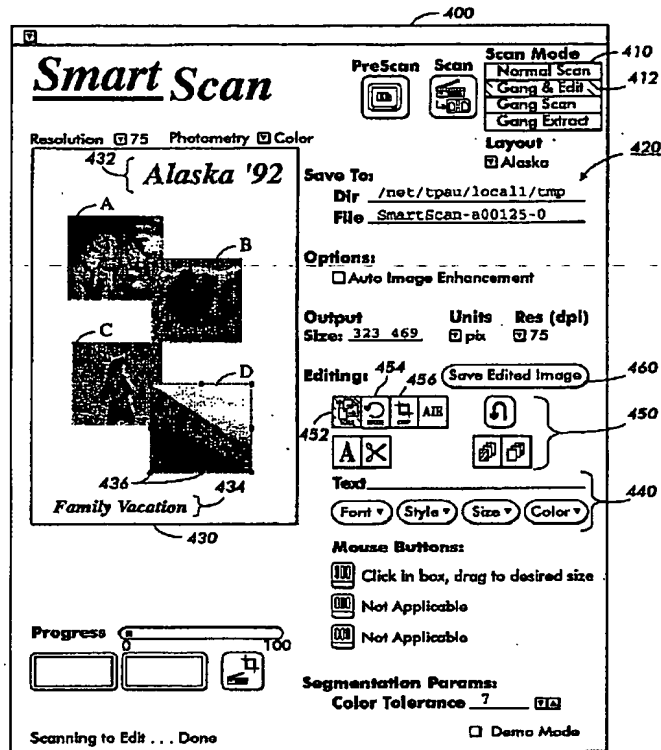 400
Smart Scan
PreScan Scan
Scan Mode
Normal Scan
Gang & Edit
Gang Scan
Gang Extract
410
412
Layout
Alaska
420
Resolution 75 Photometry Color
432
Alaska '92
A
B
C
D
436
434
Family Vacation
430
Save To:
Dir /net/tpau/local1/tmp
File SmartScan-a00125-0
Options:
Auto Image Enhancement
Output Units Res (dpi)
Size: 323 469 pix 75
Editing: 454 456 Save Edited Image 460
452
AIE
450
A
Text
Font Style Size Color
440
Mouse Buttons:
Click in box, drag to desired size
Not Applicable
Not Applicable
Progress
0 100
Segmentation Params:
Color Tolerance 7
Scanning to Edit . . . Done
Demo Mode